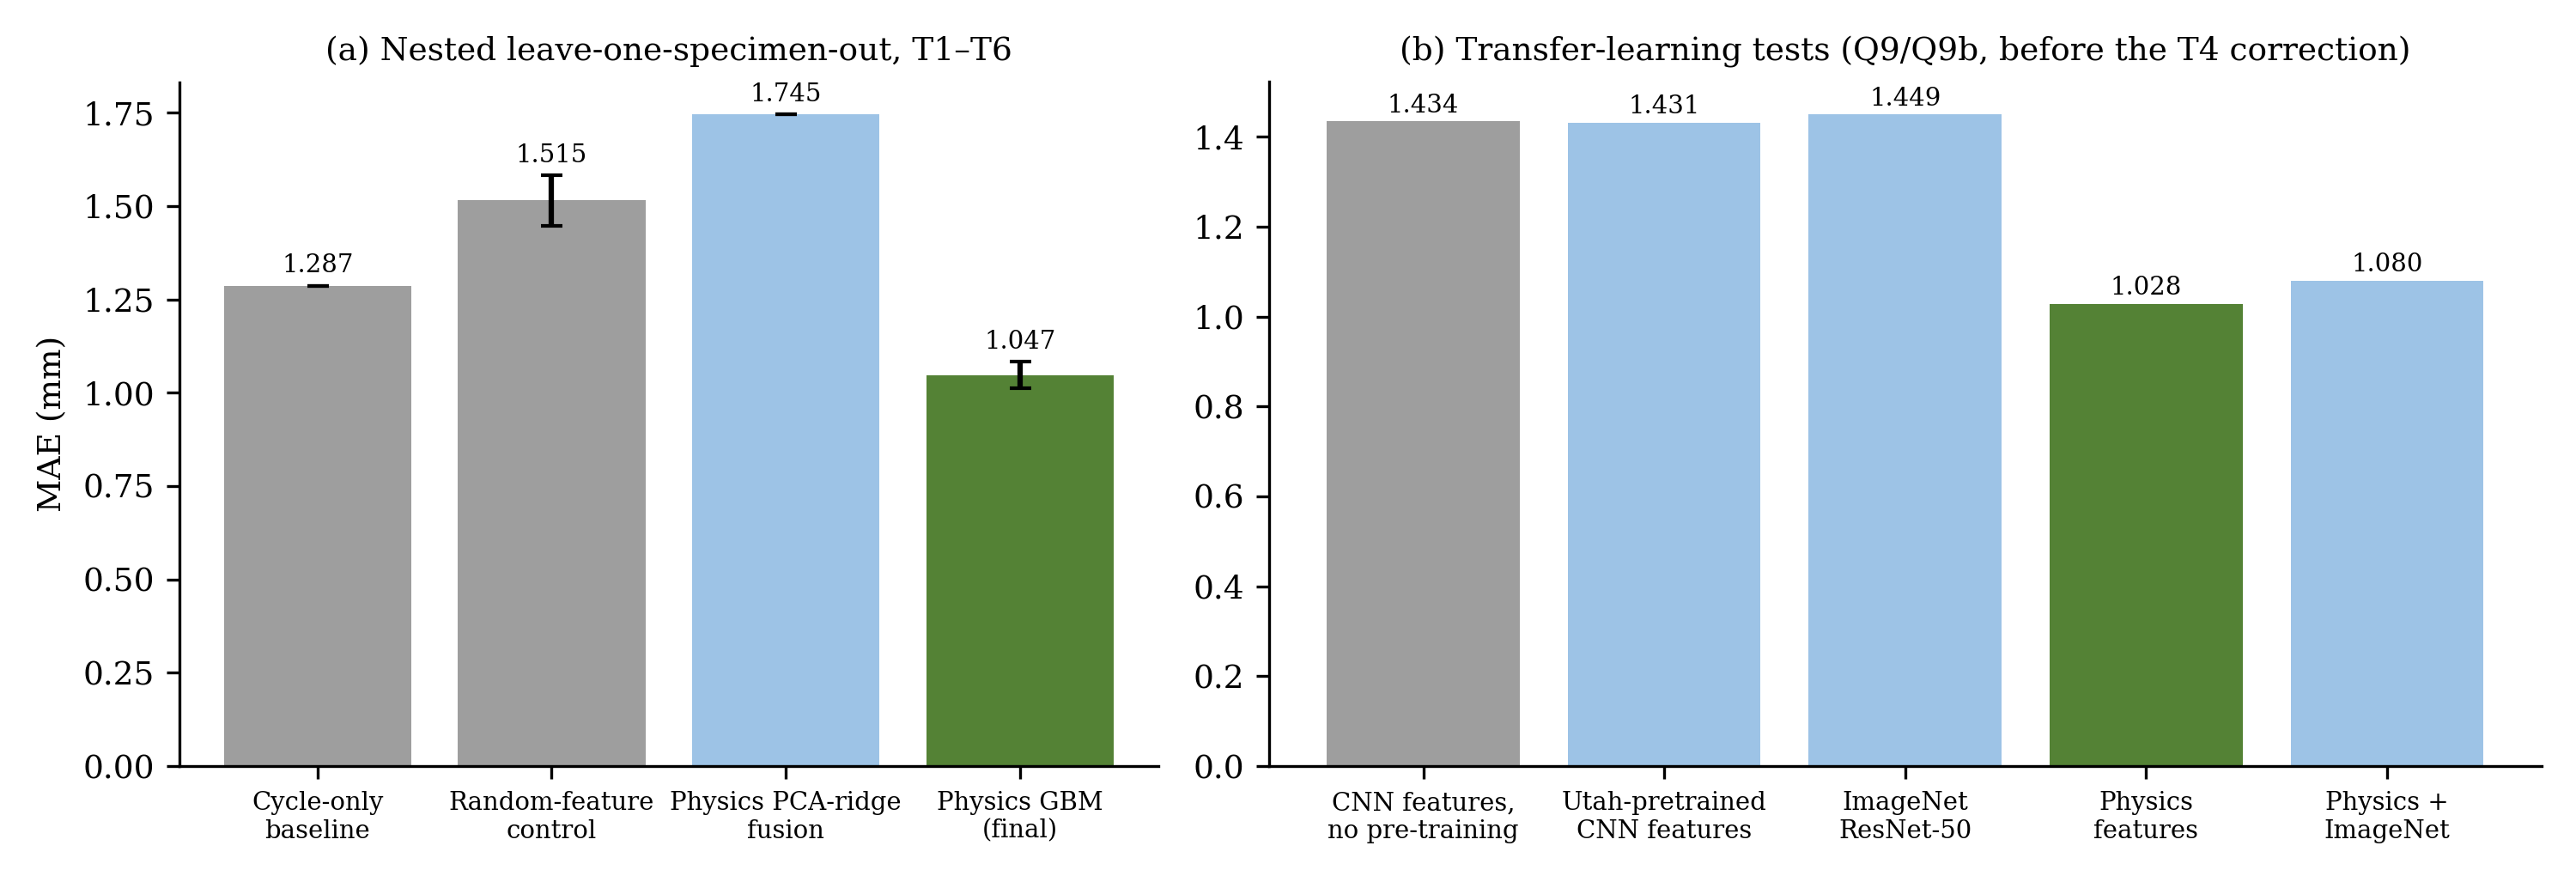 (a) Nested leave-one-specimen-out, T1–T6
MAE (mm)
1.75
1.50
1.25
1.00
0.75
0.50
0.25
0.00
1.287
1.515
1.745
1.047
Cycle-only
baseline
Random-feature
control
Physics PCA-ridge
fusion
Physics GBM
(final)
(b) Transfer-learning tests (Q9/Q9b, before the T4 correction)
1.4
1.2
1.0
0.8
0.6
0.4
0.2
0.0
1.434
1.431
1.449
1.028
1.080
CNN features,
no pre-training
Utah-pretrained
CNN features
ImageNet
ResNet-50
Physics
features
Physics +
ImageNet